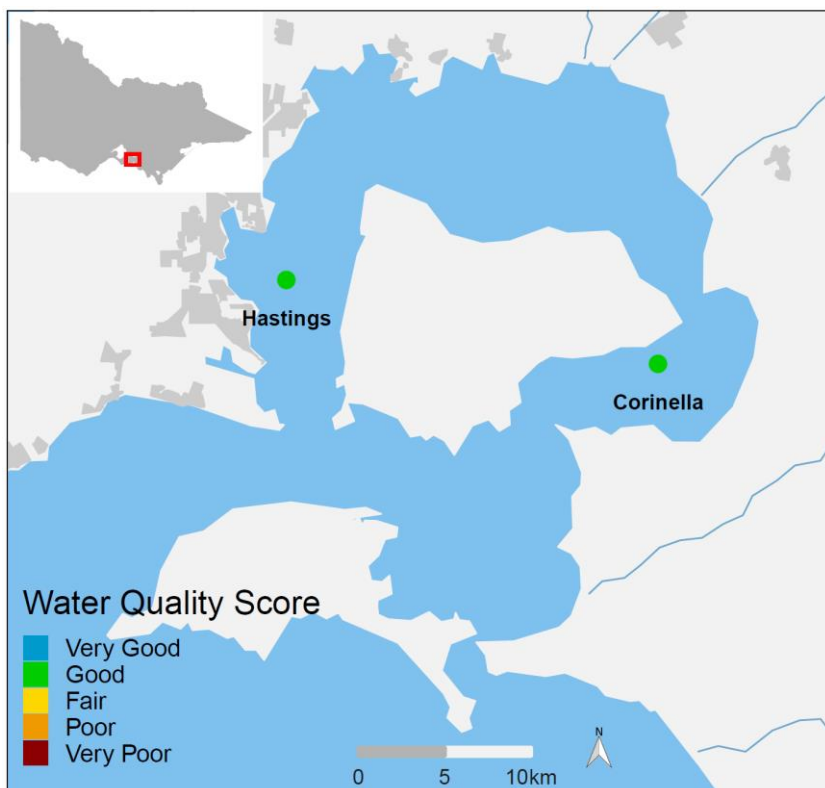 Hastings
Corinella
Water Quality Score
Very Good
Good
Fair
Poor
Very Poor
N
0 5 10km